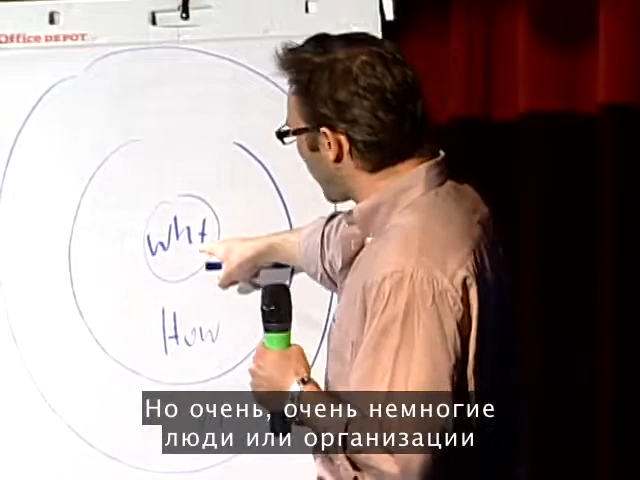 Office DEPOT
Why
How
Но очень, очень немногие
люди или организации